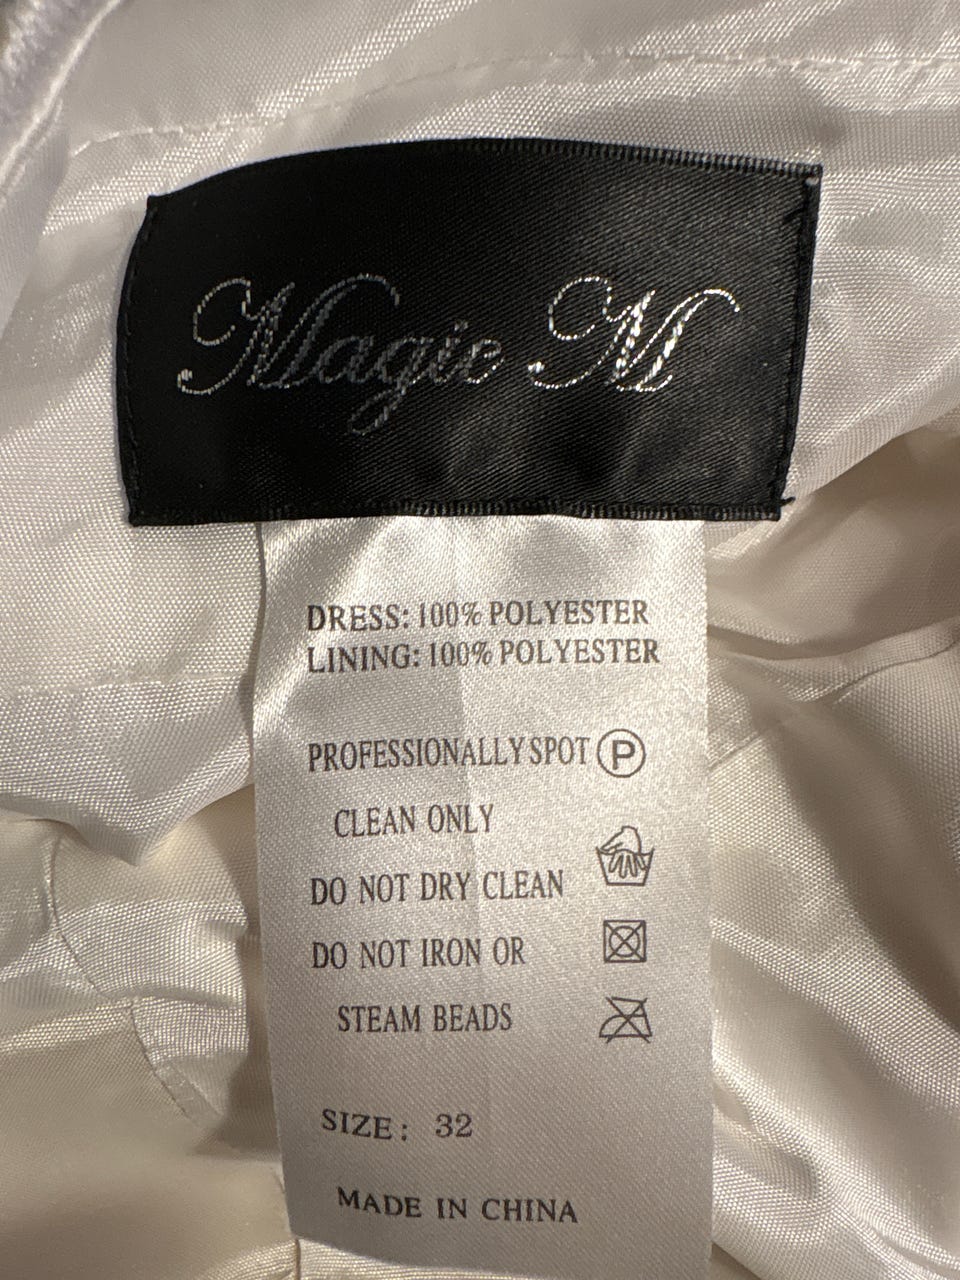 Magic M
DRESS: 100% POLYESTER
LINING: 100% POLYESTER
PROFESSIONALLY SPOT P
CLEAN ONLY
DO NOT DRY CLEAN
DO NOT IRON OR
STEAM BEADS
SIZE: 32
MADE IN CHINA